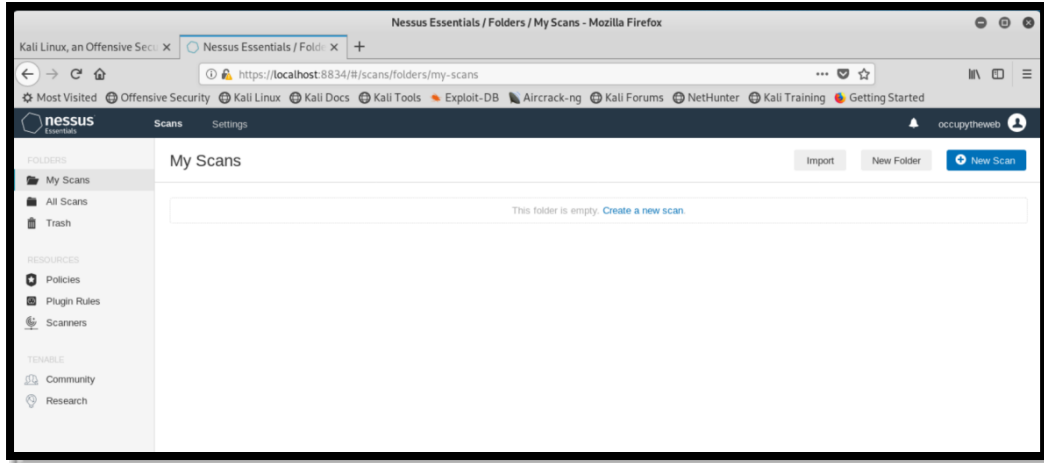 Nessus Essentials / Folders / My Scans - Mozilla Firefox
Kali Linux, an Offensive Secu Nessus Essentials / Folde
https://localhost:8834/#/scans/folders/my-scans
Most Visited Offensive Security Kali Linux Kali Docs Kali Tools Exploit-DB Aircrack-ng Kali Forums NetHunter Kali Training Getting Started
nessus Scans Settings occupytheweb
Essentials
FOLDERS
My Scans
All Scans
Trash
RESOURCES
Policies
Plugin Rules
Scanners
TENABLE
Community
Research
My Scans Import New Folder New Scan
This folder is empty. Create a new scan.